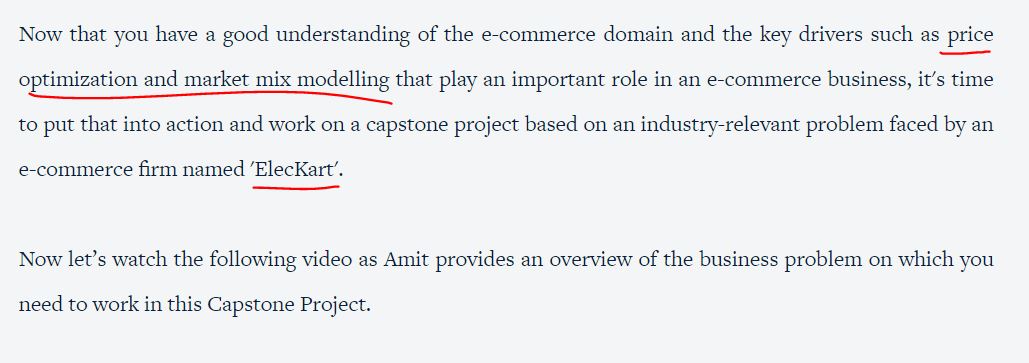 Now that you have a good understanding of the e-commerce domain and the key drivers such as price
optimization and market mix modelling that play an important role in an e-commerce business, it's time
to put that into action and work on a capstone project based on an industry-relevant problem faced by an
e-commerce firm named 'ElecKart'.
Now let’s watch the following video as Amit provides an overview of the business problem on which you
need to work in this Capstone Project.